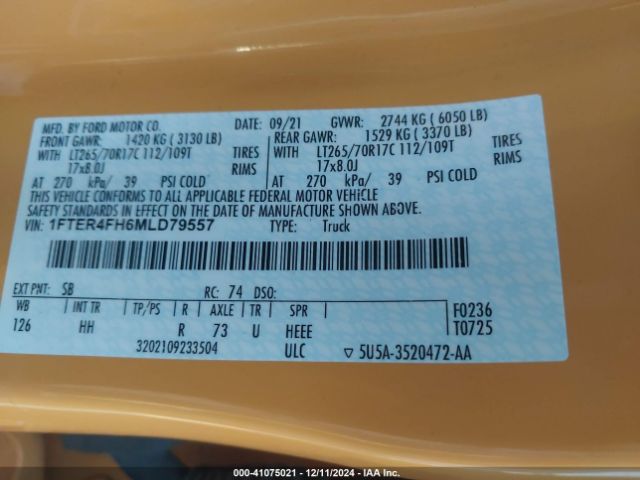 MFD. BY FORD MOTOR CO. DATE: 09/21 GVWR: 2744 KG ( 6050 LB)
FRONT GAWR: 1420 KG ( 3130 LB) REAR GAWR: 1529 KG ( 3370 LB)
WITH LT265/70R17C 112/109T TIRES WITH LT265/70R17C 112/109T TIRES
17x8.0J RIMS 17x8.0J RIMS
AT 270 kPa/ 39 PSI COLD AT 270 kPa/ 39 PSI COLD
THIS VEHICLE CONFORMS TO ALL APPLICABLE FEDERAL MOTOR VEHICLE
SAFETY STANDARDS IN EFFECT ON THE DATE OF MANUFACTURE SHOWN ABOVE.
VIN: 1FTER4FH6MLD79557 TYPE: Truck
EXT PNT: SB RC: 74 DSO:
WB INT TR TP/PS R AXLE TR SPR F0236
126 HH R 73 U HEEE T0725
3202109233504 ULC ▽ 5U5A-3520472-AA
000-41075021 - 12/11/2024 - IAA Inc.